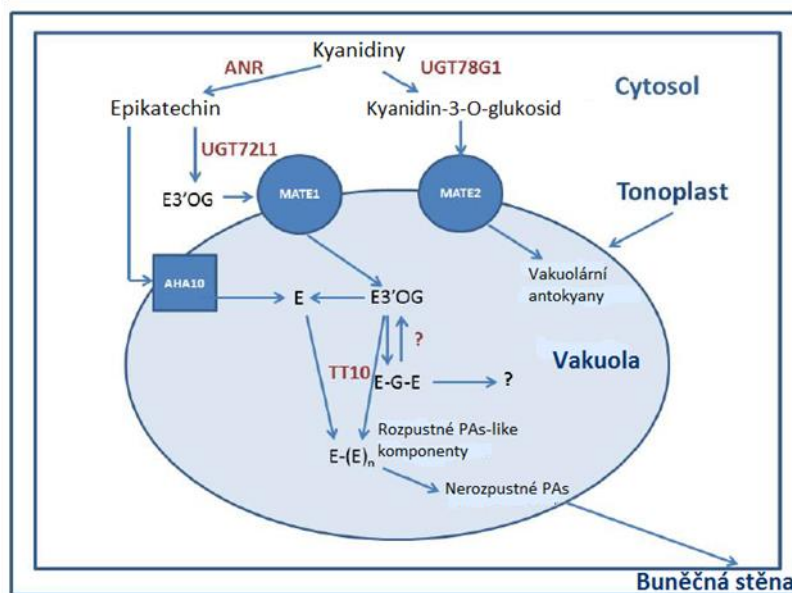 Kyanidiny
ANR
UGT78G1
Cytosol
Epikatechin
Kyanidin-3-O-glukosid
UGT72L1
E3'OG
MATE1
MATE2
Tonoplast
AHA10
E
E3'OG
Vakuolární
antokyany
?
Vakuola
TT10
E-G-E
?
E-(E)n
Rozpustné PAs-like
komponenty
Nerozpustné PAs
Buněčná stěna